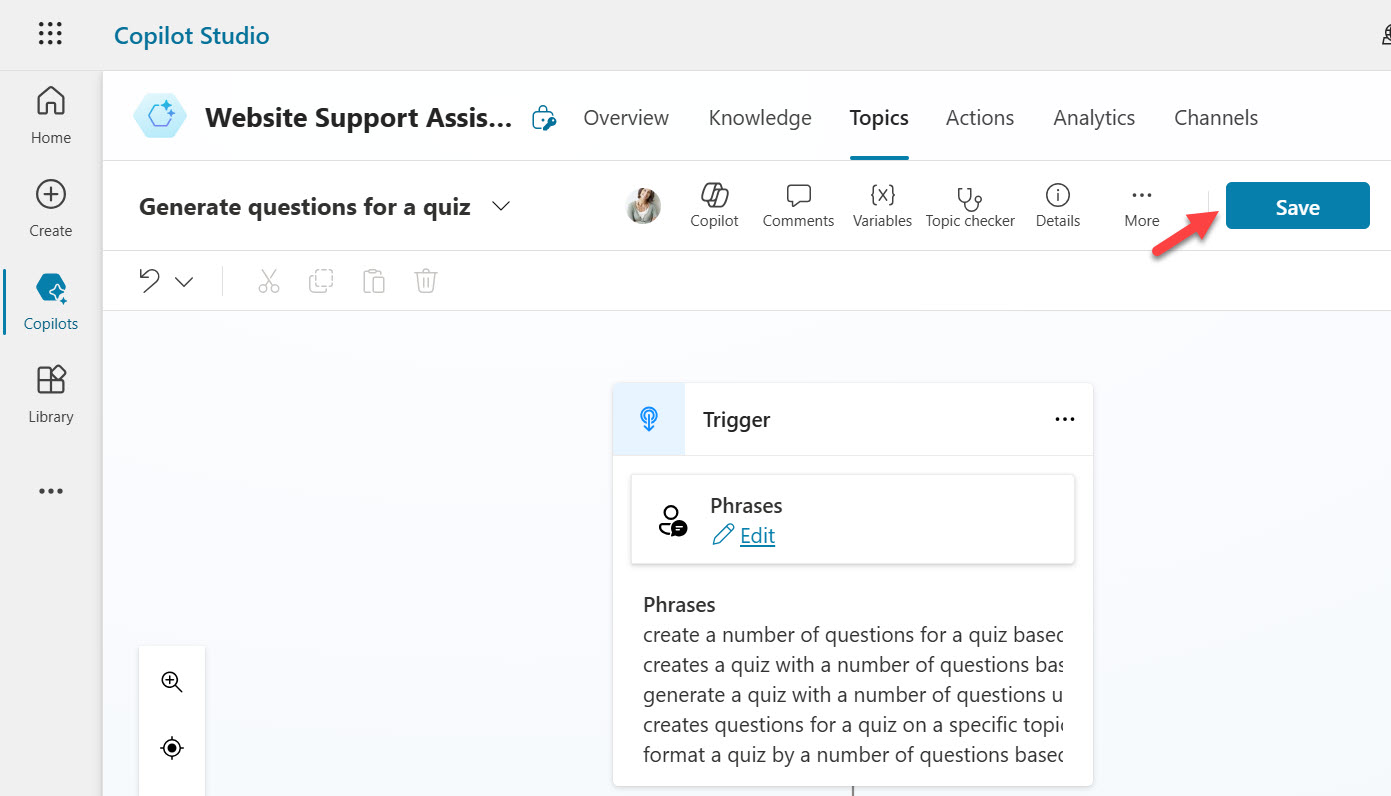 Copilot Studio
Home
Create
Copilots
Library
Website Support Assis...
Overview
Knowledge
Topics
Actions
Analytics
Channels
Generate questions for a quiz
Copilot
Comments
{x}
Variables
Topic checker
Details
More
Save
Trigger
Phrases
Edit
Phrases
create a number of questions for a quiz based
creates a quiz with a number of questions bas
generate a quiz with a number of questions u
creates questions for a quiz on a specific topi
format a quiz by a number of questions based